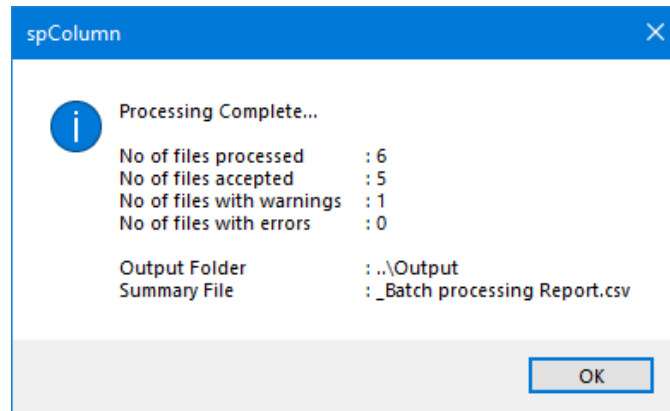 spColumn
Processing Complete...
No of files processed : 6
No of files accepted : 5
No of files with warnings : 1
No of files with errors : 0
Output Folder : ..\Output
Summary File : _Batch processing Report.csv
OK